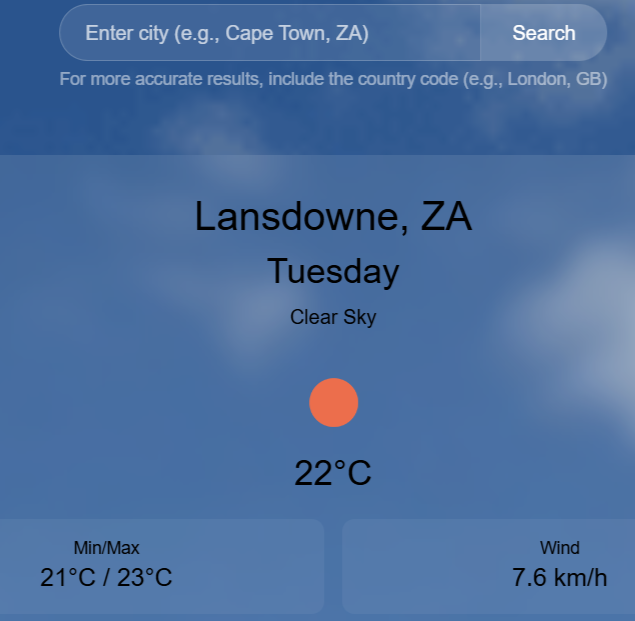 Enter city (e.g., Cape Town, ZA)
Search
For more accurate results, include the country code (e.g., London, GB)
Lansdowne, ZA
Tuesday
Clear Sky
22°C
Min/Max
21°C / 23°C
Wind
7.6 km/h